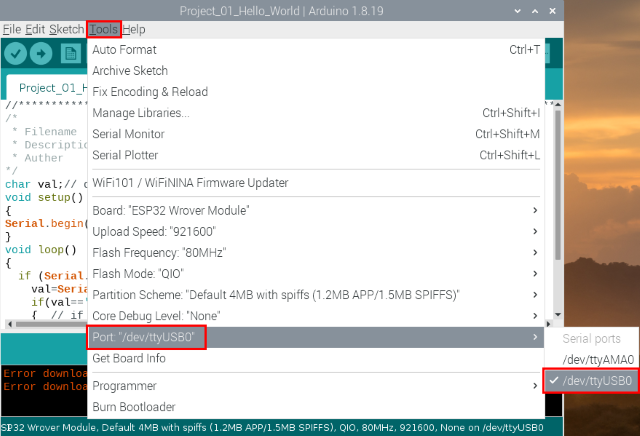 Project_01_Hello_World | Arduino 1.8.19
File Edit Sketch Tools Help
Project_01_H
Auto Format Ctrl+T
Archive Sketch
Fix Encoding & Reload
Manage Libraries... Ctrl+Shift+I
Serial Monitor Ctrl+Shift+M
Serial Plotter Ctrl+Shift+L
WiFi101 / WiFiNINA Firmware Updater
Board: "ESP32 Wrover Module"
Upload Speed: "921600"
Flash Frequency: "80MHz"
Flash Mode: "QIO"
Partition Scheme: "Default 4MB with spiffs (1.2MB APP/1.5MB SPIFFS)"
Core Debug Level: "None"
Port: "/dev/ttyUSB0"
Get Board Info
Programmer
Burn Bootloader
Serial ports
/dev/ttyAMA0
/dev/ttyUSB0
//**********
/*
* Filename
* Descriptio
* Auther
*/
char val;// c
void setup()
{
Serial.begin(
}
void loop()
{
if (Serial.
val=Seria
if(val=='
{ // if
Error downloa
Error downloa
ESP32 Wrover Module, Default 4MB with spiffs (1.2MB APP/1.5MB SPIFFS), QIO, 80MHz, 921600, None on /dev/ttyUSB0